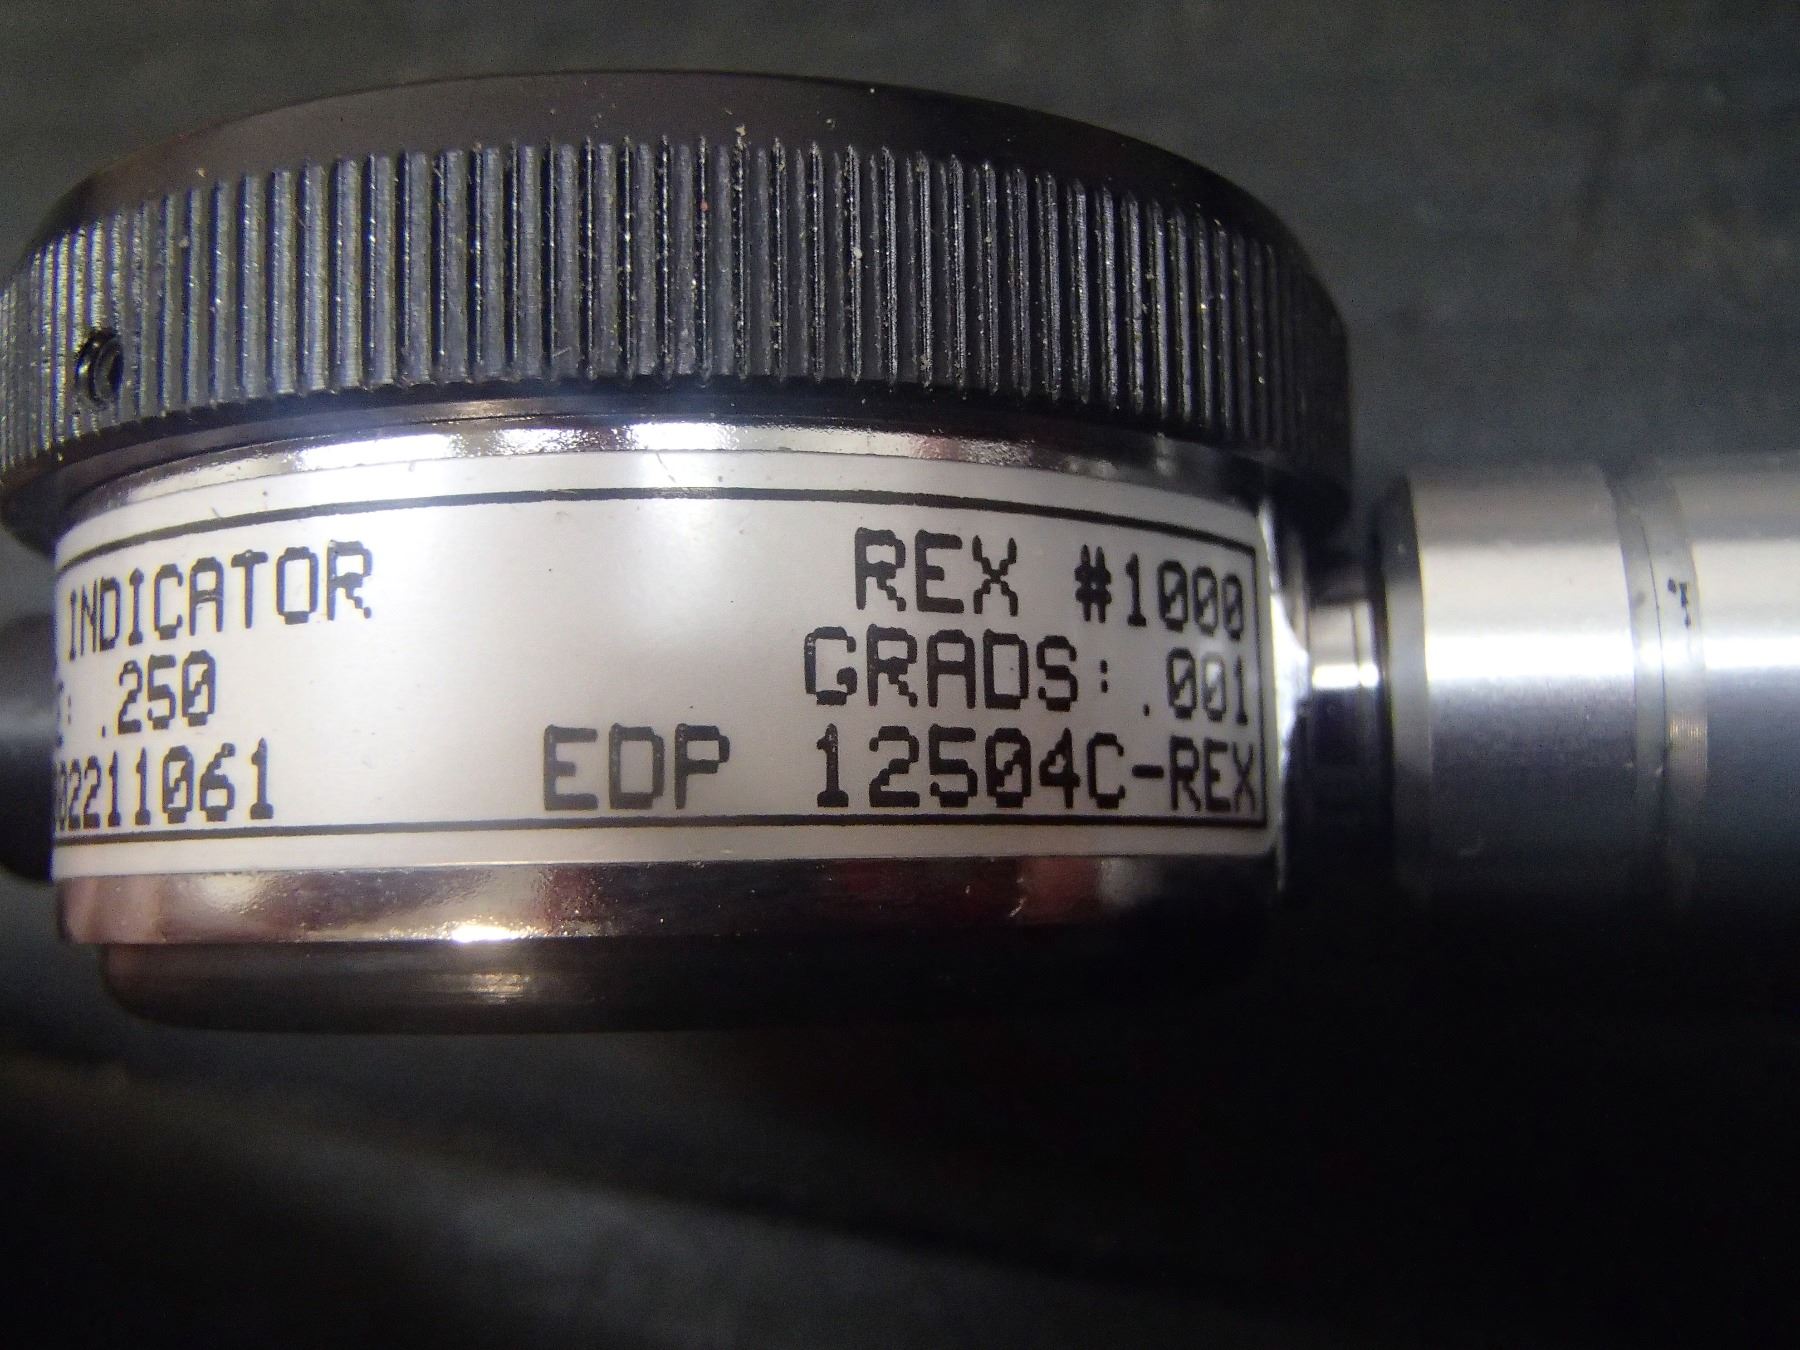 INDICATOR REX #1000
: .250 GRADS: .001
02211061 EDP 12504C-REX